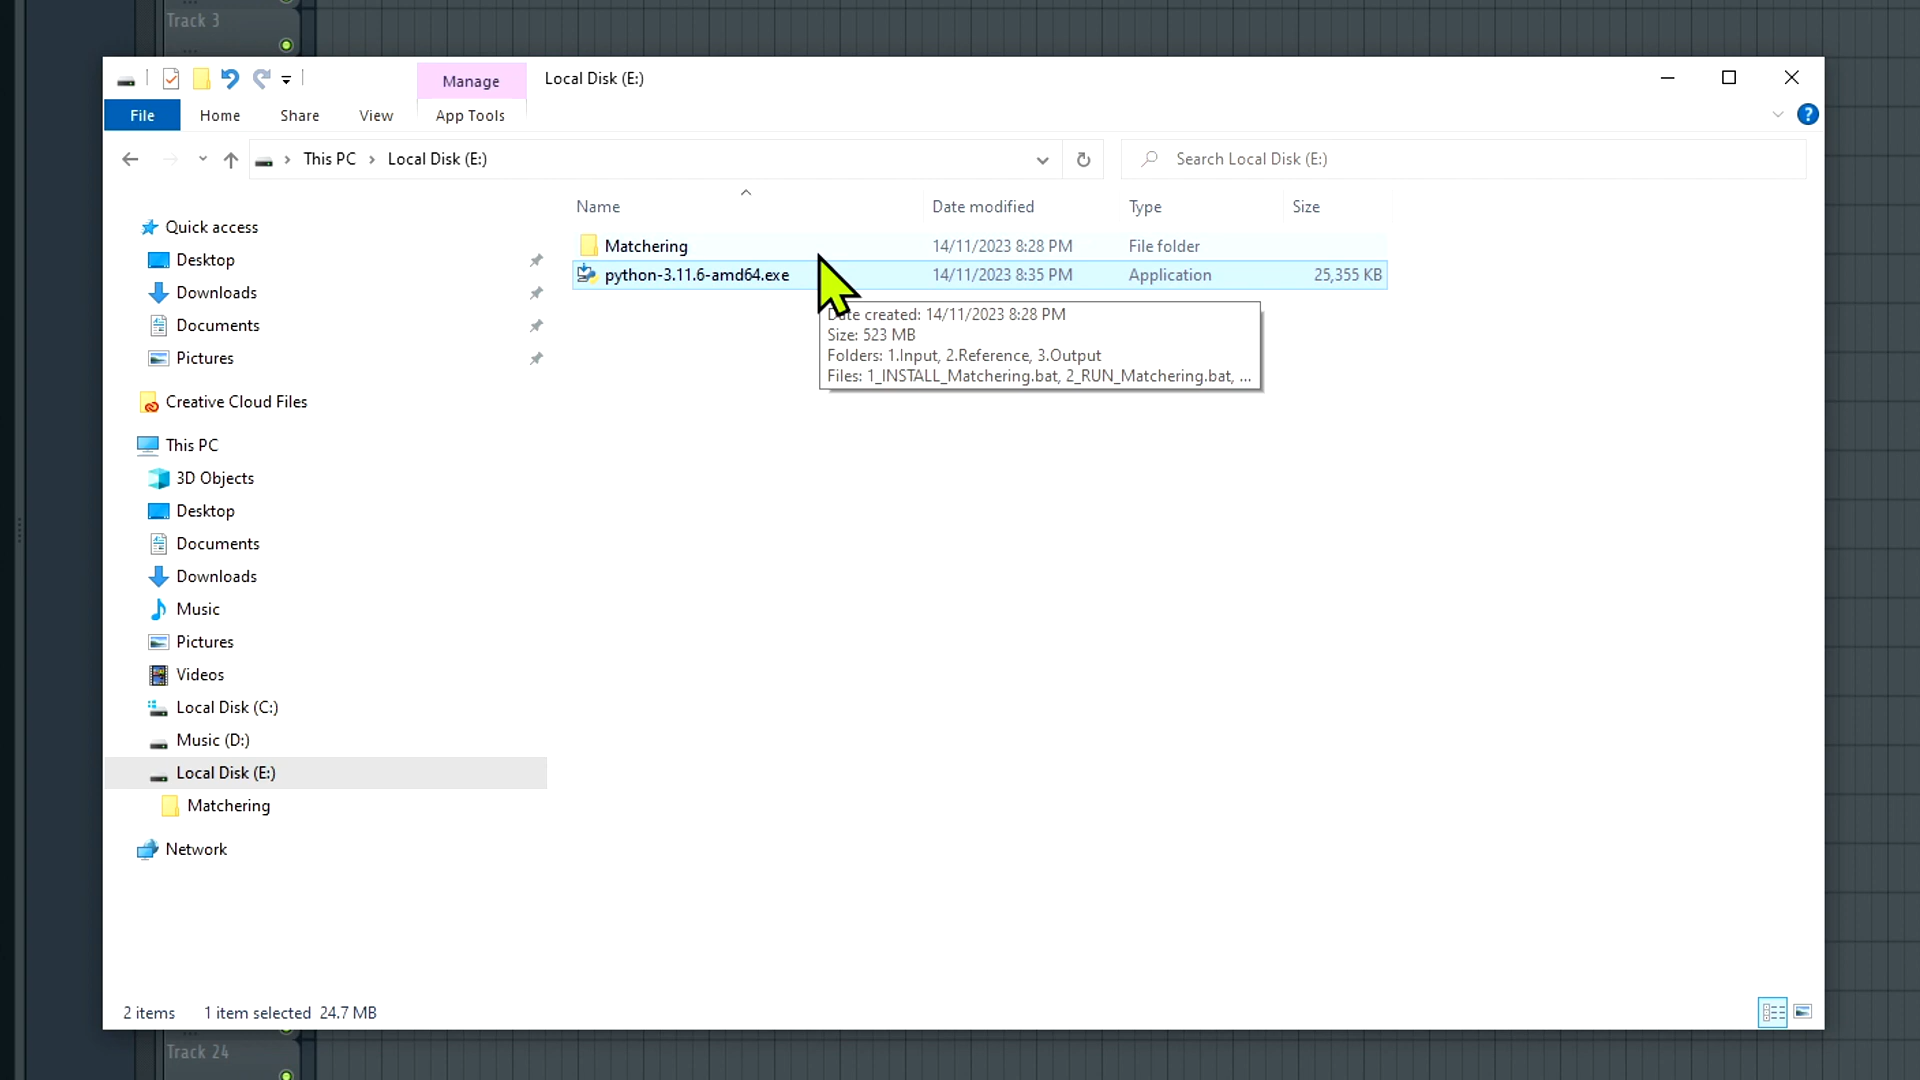 Track 3
Manage
Local Disk (E:)
File
Home
Share
View
App Tools
This PC
Local Disk (E:)
Search Local Disk (E:)
Name
Date modified
Type
Size
Matchering
14/11/2023 8:28 PM
File folder
python-3.11.6-amd64.exe
14/11/2023 8:35 PM
Application
25,355 KB
Date created: 14/11/2023 8:28 PM
Size: 523 MB
Folders: 1.Input, 2.Reference, 3.Output
Files: 1_INSTALL_Matchering.bat, 2_RUN_Matchering.bat, ...
Quick access
Desktop
Downloads
Documents
Pictures
Creative Cloud Files
This PC
3D Objects
Desktop
Documents
Downloads
Music
Pictures
Videos
Local Disk (C:)
Music (D:)
Local Disk (E:)
Matchering
Network
2 items
1 item selected 24.7 MB
Track 24